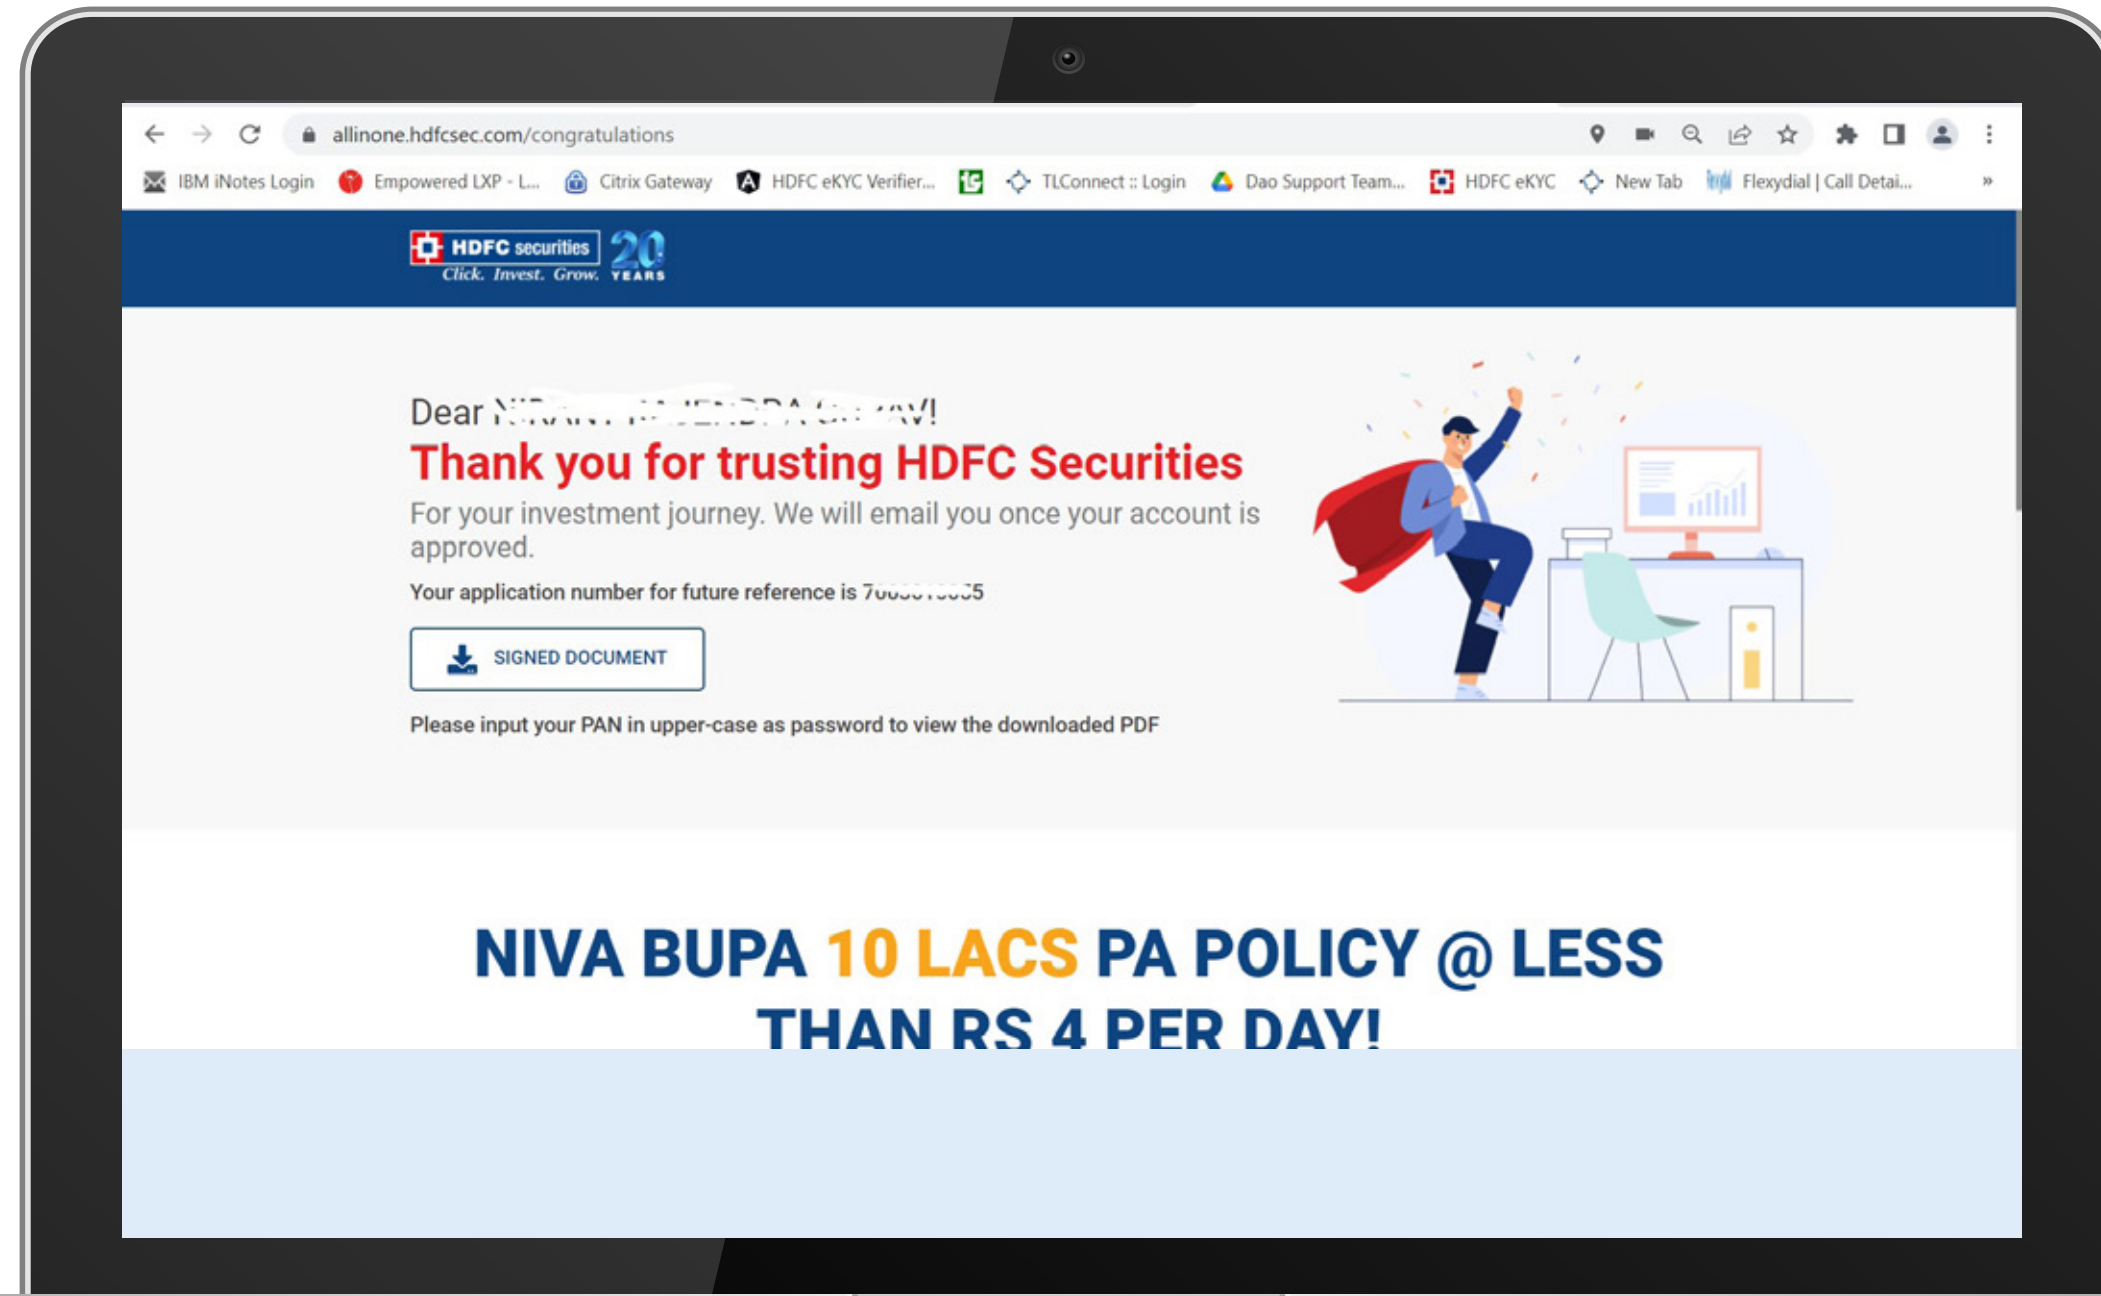 allinone.hdfcsec.com/congratulations
IBM iNotes Login Empowered LXP - L... Citrix Gateway HDFC eKYC Verifier... TLConnect :: Login Dao Support Team... HDFC eKYC New Tab Flexydial | Call Detai... »
HDFC securities
Click. Invest. Grow.
20
YEARS
Dear
Thank you for trusting HDFC Securities
For your investment journey. We will email you once your account is
approved.
Your application number for future reference is
SIGNED DOCUMENT
Please input your PAN in upper-case as password to view the downloaded PDF
NIVA BUPA 10 LACS PA POLICY @ LESS
THAN RS 4 PER DAY!